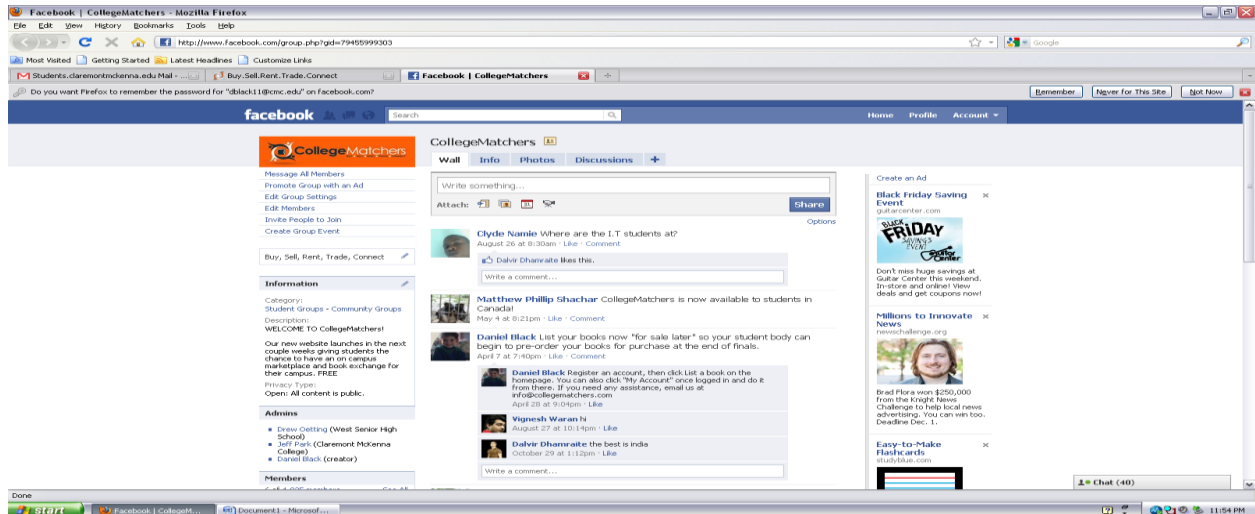 Facebook | CollegeMatchers - Mozilla Firefox
File Edit View History Bookmarks Tools Help
http://www.facebook.com/group.php?gid=79455999303
Google
Most Visited Getting Started Latest Headlines Customize Links
Students.claremontmckenna.edu Mail - ... Buy.Sell.Rent.Trade.Connect Facebook | CollegeMatchers
Do you want Firefox to remember the password for "dblack11@cmc.edu" on facebook.com? Remember Never for This Site Not Now
facebook Search Home Profile Account
CollegeMatchers
Message All Members
Promote Group with an Ad
Edit Group Settings
Edit Members
Invite People to Join
Create Group Event
Buy, Sell, Rent, Trade, Connect
Information
Category:
Student Groups - Community Groups
Description:
WELCOME TO CollegeMatchers!
Our new website launches in the next
couple weeks giving students the
chance to have an on campus
marketplace and book exchange for
their campus. FREE
Privacy Type:
Open: All content is public.
Admins
Drew Oetting (West Senior High
School)
Jeff Park (Claremont McKenna
College)
Daniel Black (creator)
Members
See All
CollegeMatchers
Wall Info Photos Discussions +
Write something...
Attach: Share
Options
Clyde Namie Where are the I.T students at?
August 26 at 8:30am · Like · Comment
Dalvir Dhamraite likes this.
Write a comment...
Matthew Phillip Shachar CollegeMatchers is now available to students in
Canada!
May 4 at 8:21pm · Like · Comment
Daniel Black List your books now "for sale later" so your student body can
begin to pre-order your books for purchase at the end of finals.
April 7 at 7:40pm · Like · Comment
Daniel Black Register an account, then click List a book on the
homepage. You can also click "My Account" once logged in and do it
from there. If you need any assistance, email us at
info@collegematchers.com
April 28 at 9:04pm · Like
Vignesh Waran hi
August 27 at 10:14pm · Like
Dalvir Dhamraite the best is india
October 29 at 1:12pm · Like
Write a comment...
Create an Ad
Black Friday Saving
Event
guitarcenter.com
BLACK
FRIDAY
SAVINGS
EVENT
Guitar
Center
Don't miss huge savings at
Guitar Center this weekend.
In-store and online! View
deals and get coupons now!
Millions to Innovate
News
newschallenge.org
Brad Flora won $250,000
from the Knight News
Challenge to help local news
advertising. You can win too.
Deadline Dec. 1.
Easy-to-Make
Flashcards
studyblue.com
Chat (40)
Done
start Facebook | CollegeM... Document1 - Microsof... 11:54 PM